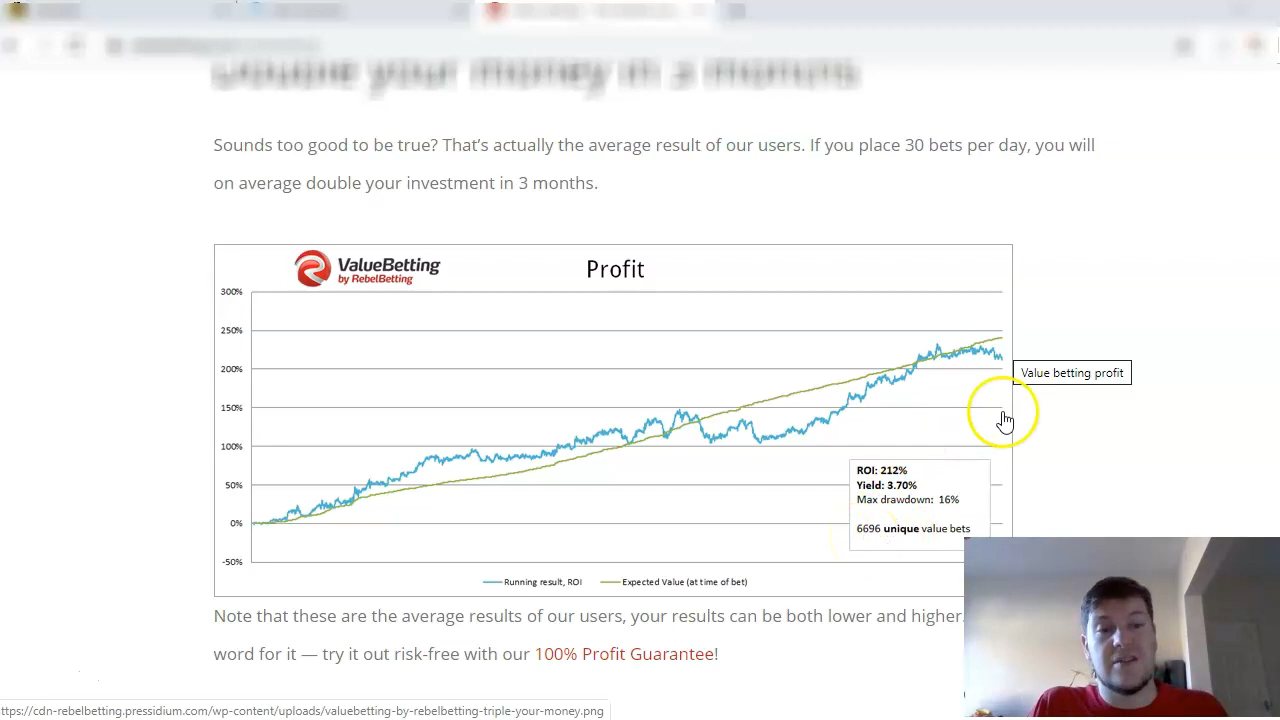 Sounds too good to be true? That's actually the average result of our users. If you place 30 bets per day, you will
on average double your investment in 3 months.
ValueBetting
by RebelBetting
Profit
300%
250%
200%
150%
100%
50%
0%
-50%
Value betting profit
ROI: 212%
Yield: 3.70%
Max drawdown: 16%
6696 unique value bets
Running result, ROI
Expected Value (at time of bet)
Note that these are the average results of our users, your results can be both lower and higher.
word for it — try it out risk-free with our 100% Profit Guarantee!
ttps://cdn-rebelbetting.pressidium.com/wp-content/uploads/valuebetting-by-rebelbetting-triple-your-money.png